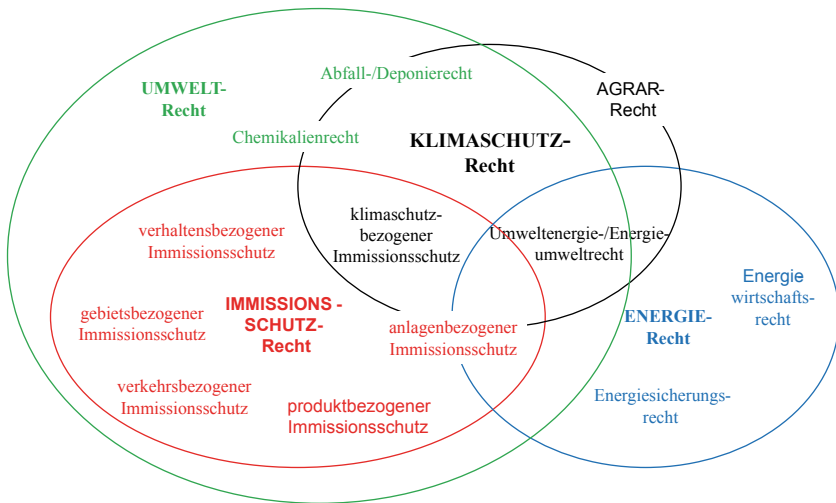 Abfall-/Deponierecht
UMWELT-
Recht
AGRAR-
Recht
Chemikalienrecht
KLIMASCHUTZ-
Recht
verhaltensbezogener
Immissionsschutz
klimaschutz-
bezogener
Immissionsschutz
Umweltenergie-/Energie-
umweltrecht
Energie
wirtschafts-
recht
gebietsbezogener
Immissionsschutz
IMMISSIONS -
SCHUTZ-
Recht
anlagenbezogener
Immissionsschutz
ENERGIE-
Recht
verkehrsbezogener
Immissionsschutz
produktbezogener
Immissionsschutz
Energiesicherungs-
recht